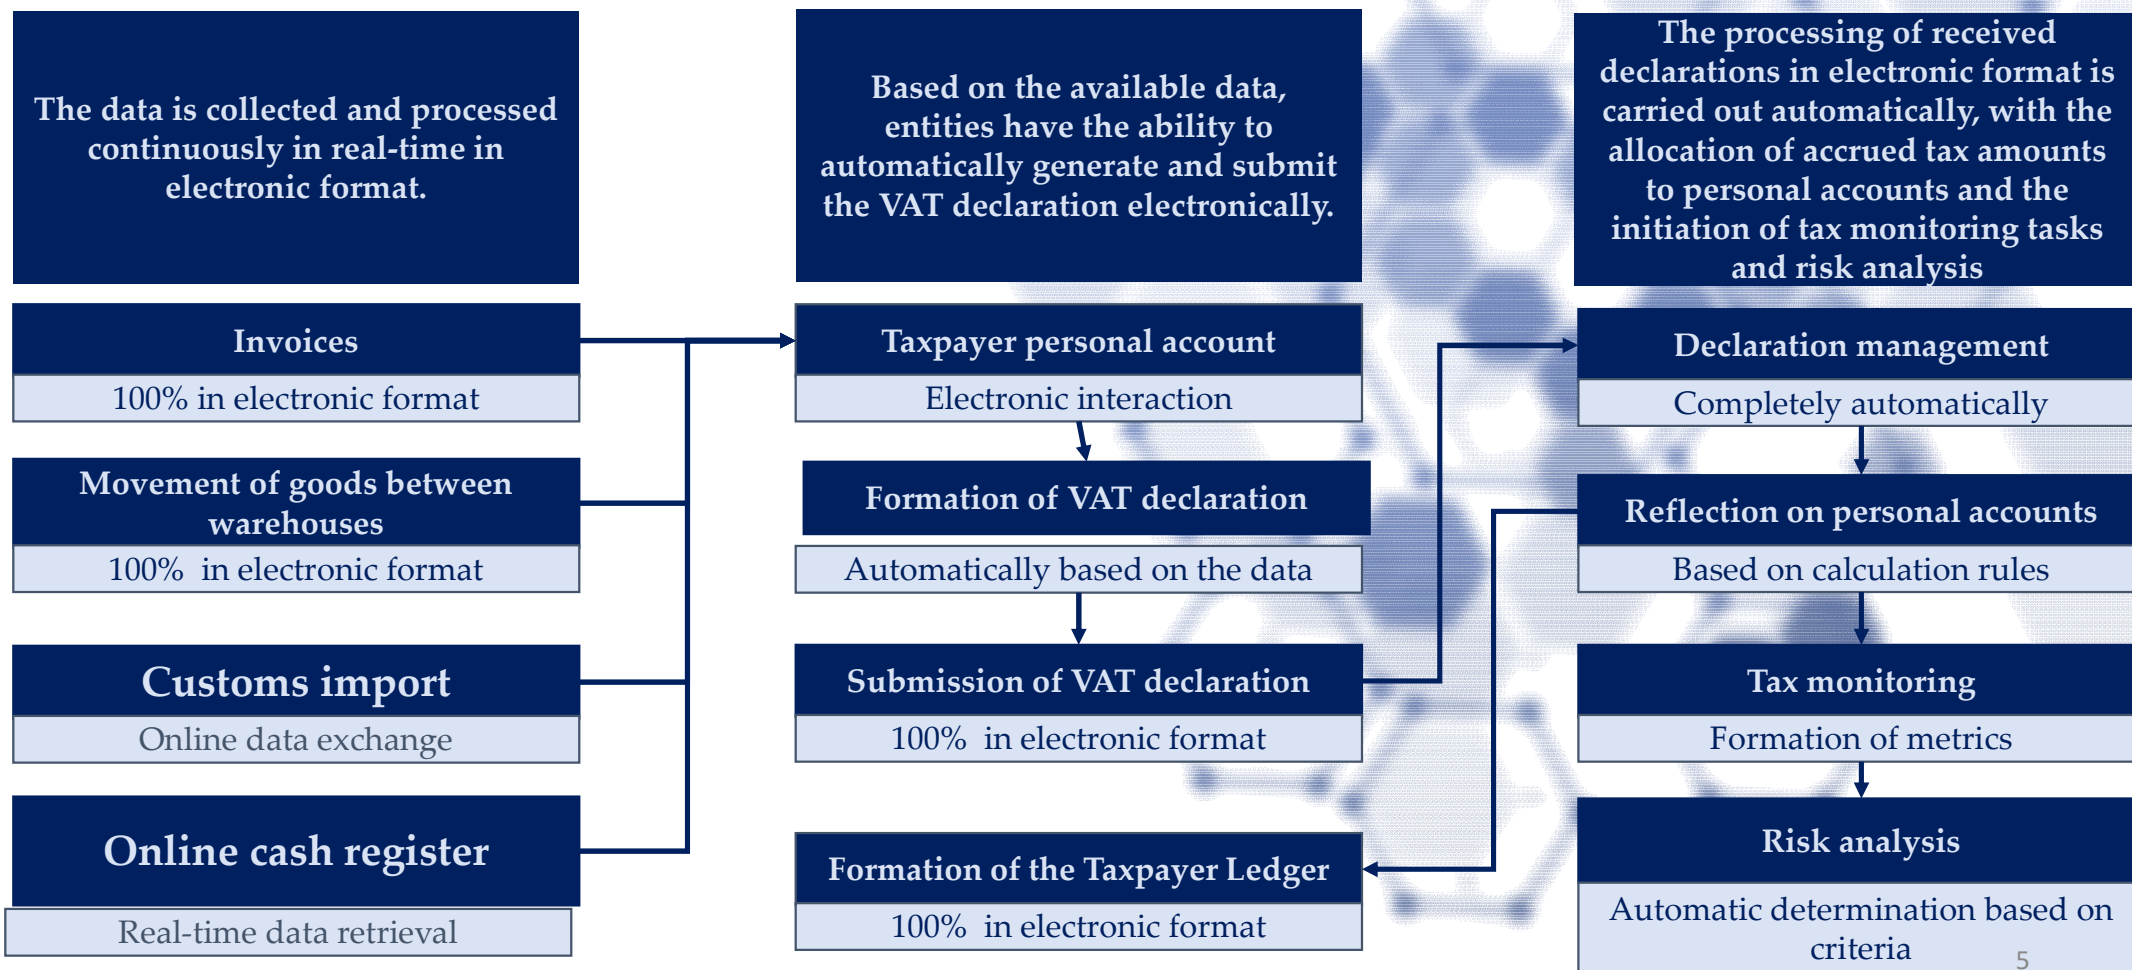 The data is collected and processed
continuously in real-time in
electronic format.
Invoices
100% in electronic format
Movement of goods between
warehouses
100% in electronic format
Customs import
Online data exchange
Online cash register
Real-time data retrieval
Based on the available data,
entities have the ability to
automatically generate and submit
the VAT declaration electronically.
Taxpayer personal account
Electronic interaction
Formation of VAT declaration
Automatically based on the data
Submission of VAT declaration
100% in electronic format
Formation of the Taxpayer Ledger
100% in electronic format
The processing of received
declarations in electronic format is
carried out automatically, with the
allocation of accrued tax amounts
to personal accounts and the
initiation of tax monitoring tasks
and risk analysis
Declaration management
Completely automatically
Reflection on personal accounts
Based on calculation rules
Tax monitoring
Formation of metrics
Risk analysis
Automatic determination based on
criteria
5